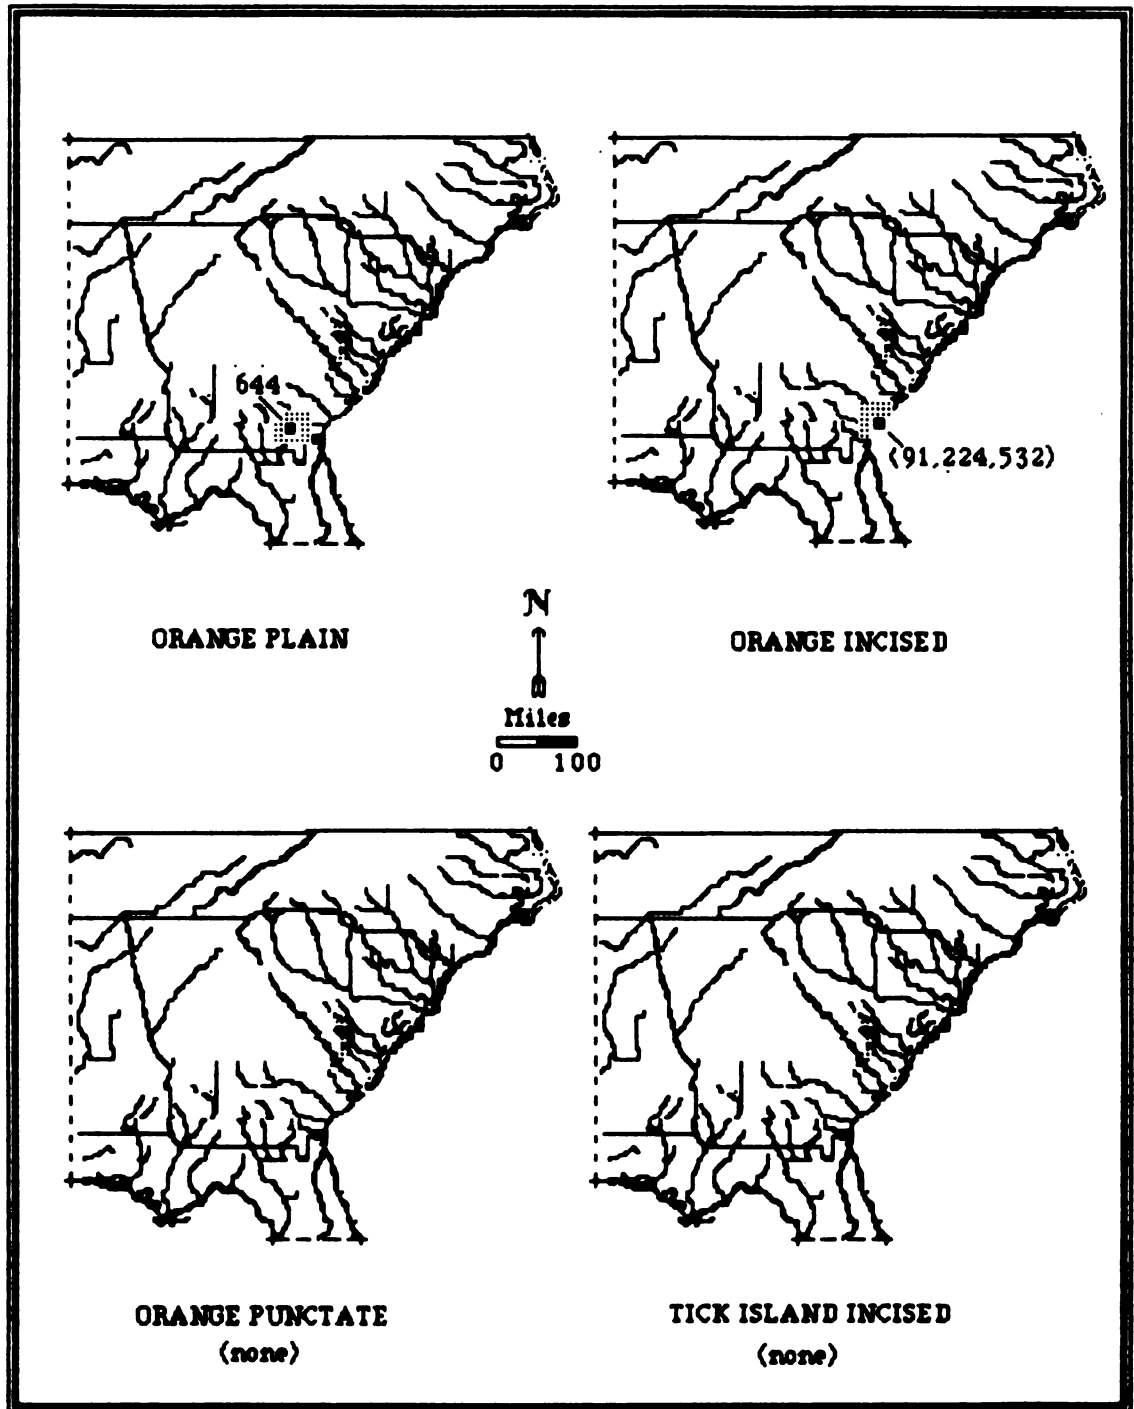 644
(91,224,532)
ORANGE PLAIN
ORANGE INCISED
N
Miles
0 100
ORANGE PUNCTATE
(none)
TICK ISLAND INCISED
(none)